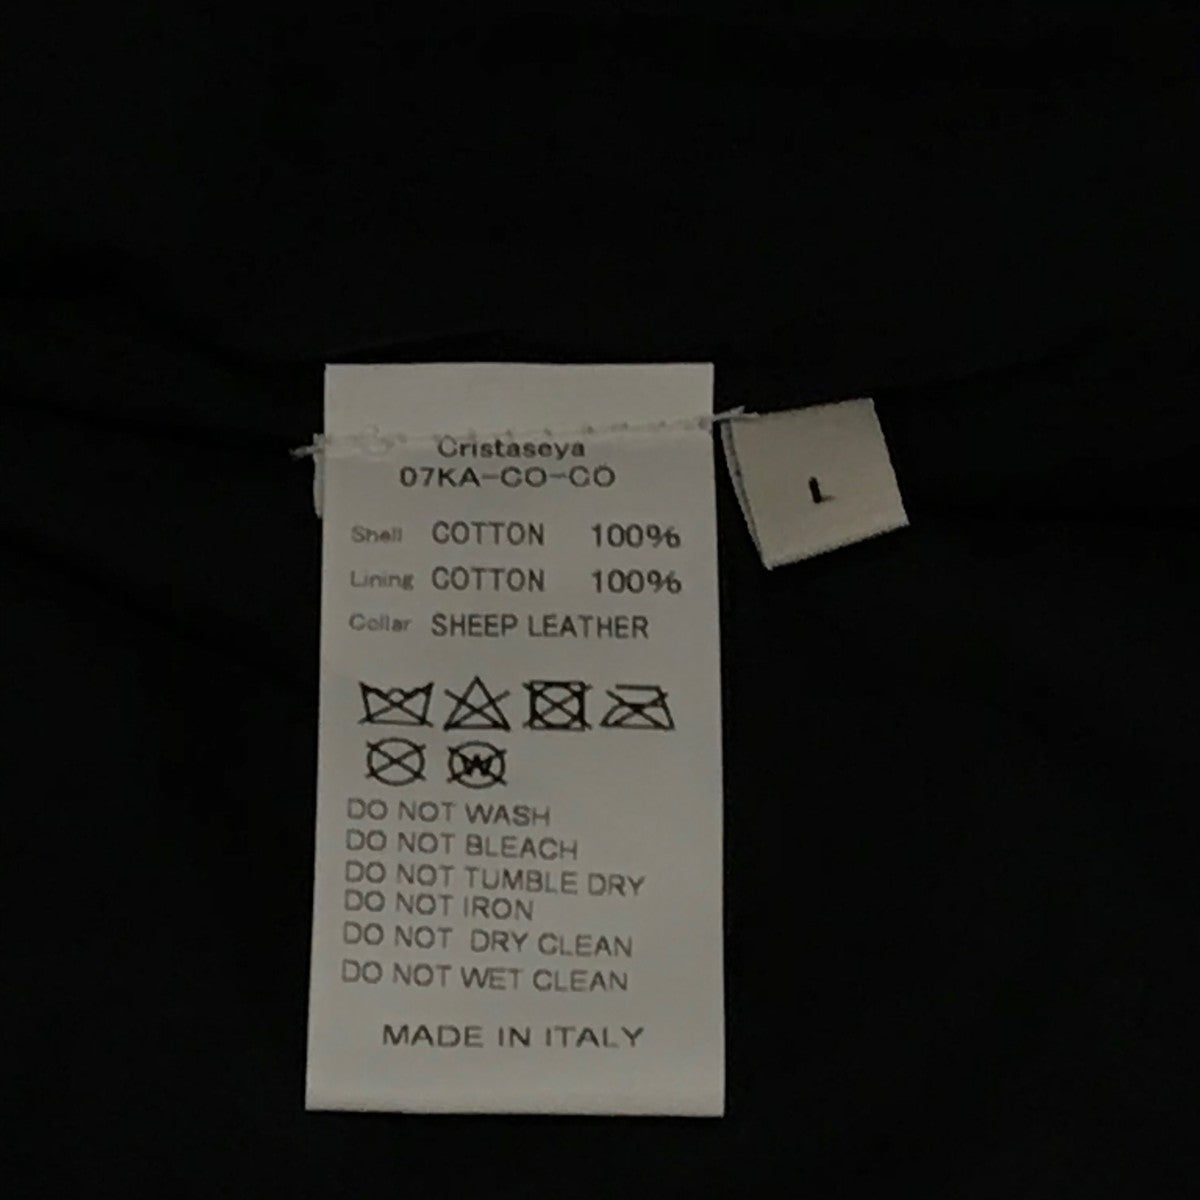 Cristaseya
07KA-CO-CO
Shell COTTON 100%
Lining COTTON 100%
Collar SHEEP LEATHER
W
DO NOT WASH
DO NOT BLEACH
DO NOT TUMBLE DRY
DO NOT IRON
DO NOT DRY CLEAN
DO NOT WET CLEAN
MADE IN ITALY
L